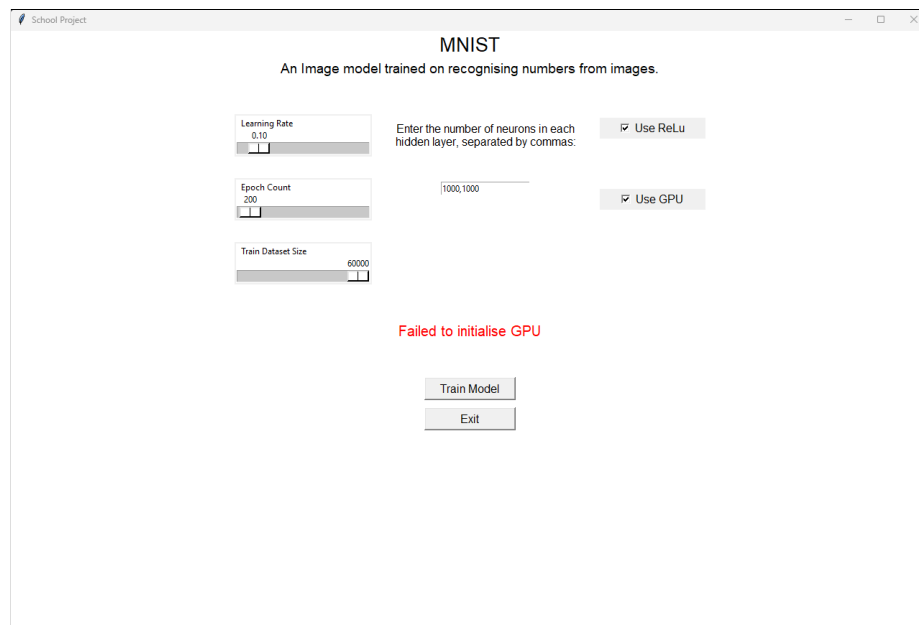 School Project
MNIST
An Image model trained on recognising numbers from images.
Learning Rate
0.10
Enter the number of neurons in each
hidden layer, separated by commas:
Use ReLu
Epoch Count
200
1000,1000
Use GPU
Train Dataset Size
60000
Failed to initialise GPU
Train Model
Exit